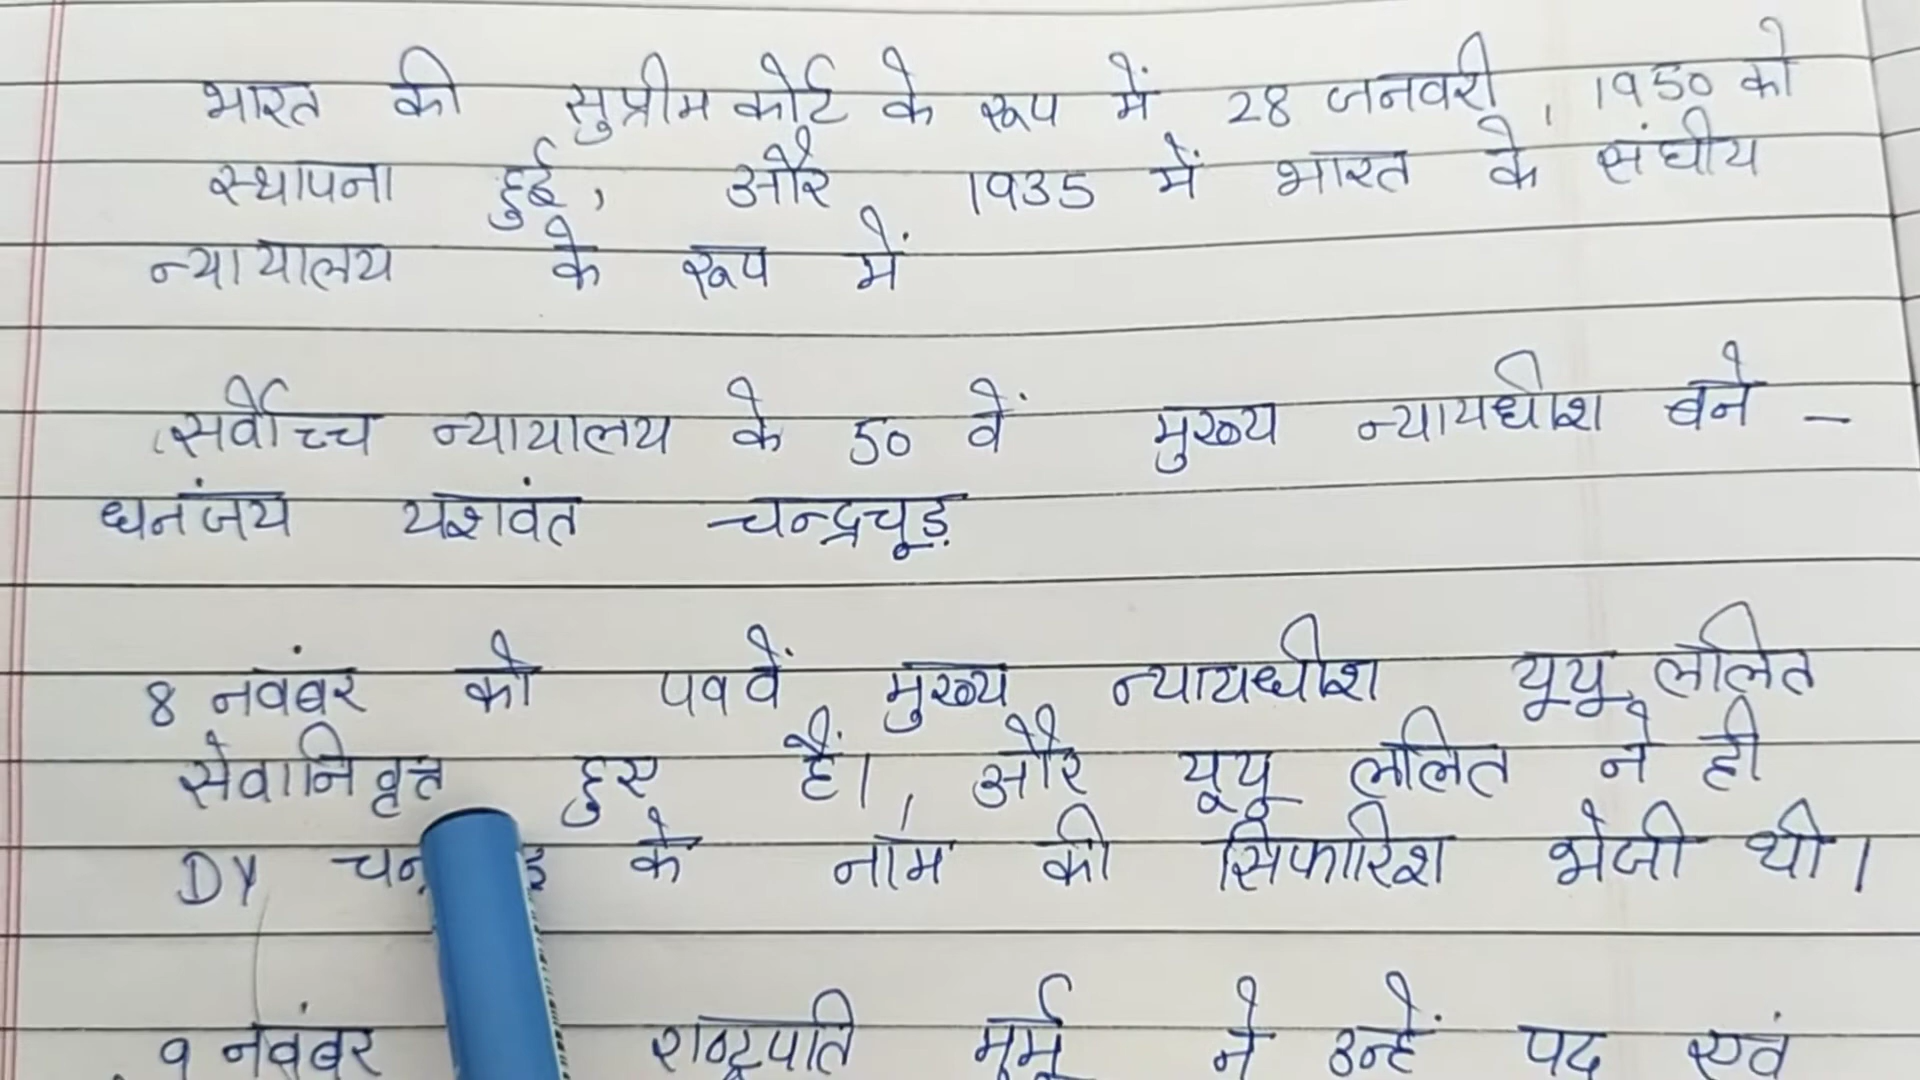 भारत की सुप्रीम कोर्ट के रूप में 28 जनवरी, 1950 को
स्थापना हुई, और 1935 में भारत के संघीय
न्यायालय के रूप में
सर्वोच्च न्यायालय के 50 वें मुख्य न्यायधीश बने -
धनंजय यशवंत चन्द्रचूड़
8 नवंबर को 49वें मुख्य न्यायधीश यूयू ललित
सेवानिवृत्त हुए हैं।, और यूयू ललित ने ही
DY के नाम की सिफारिश भेजी थी।
9 नवंबर राष्ट्रपति मुर्मू ने उन्हें पद एवं